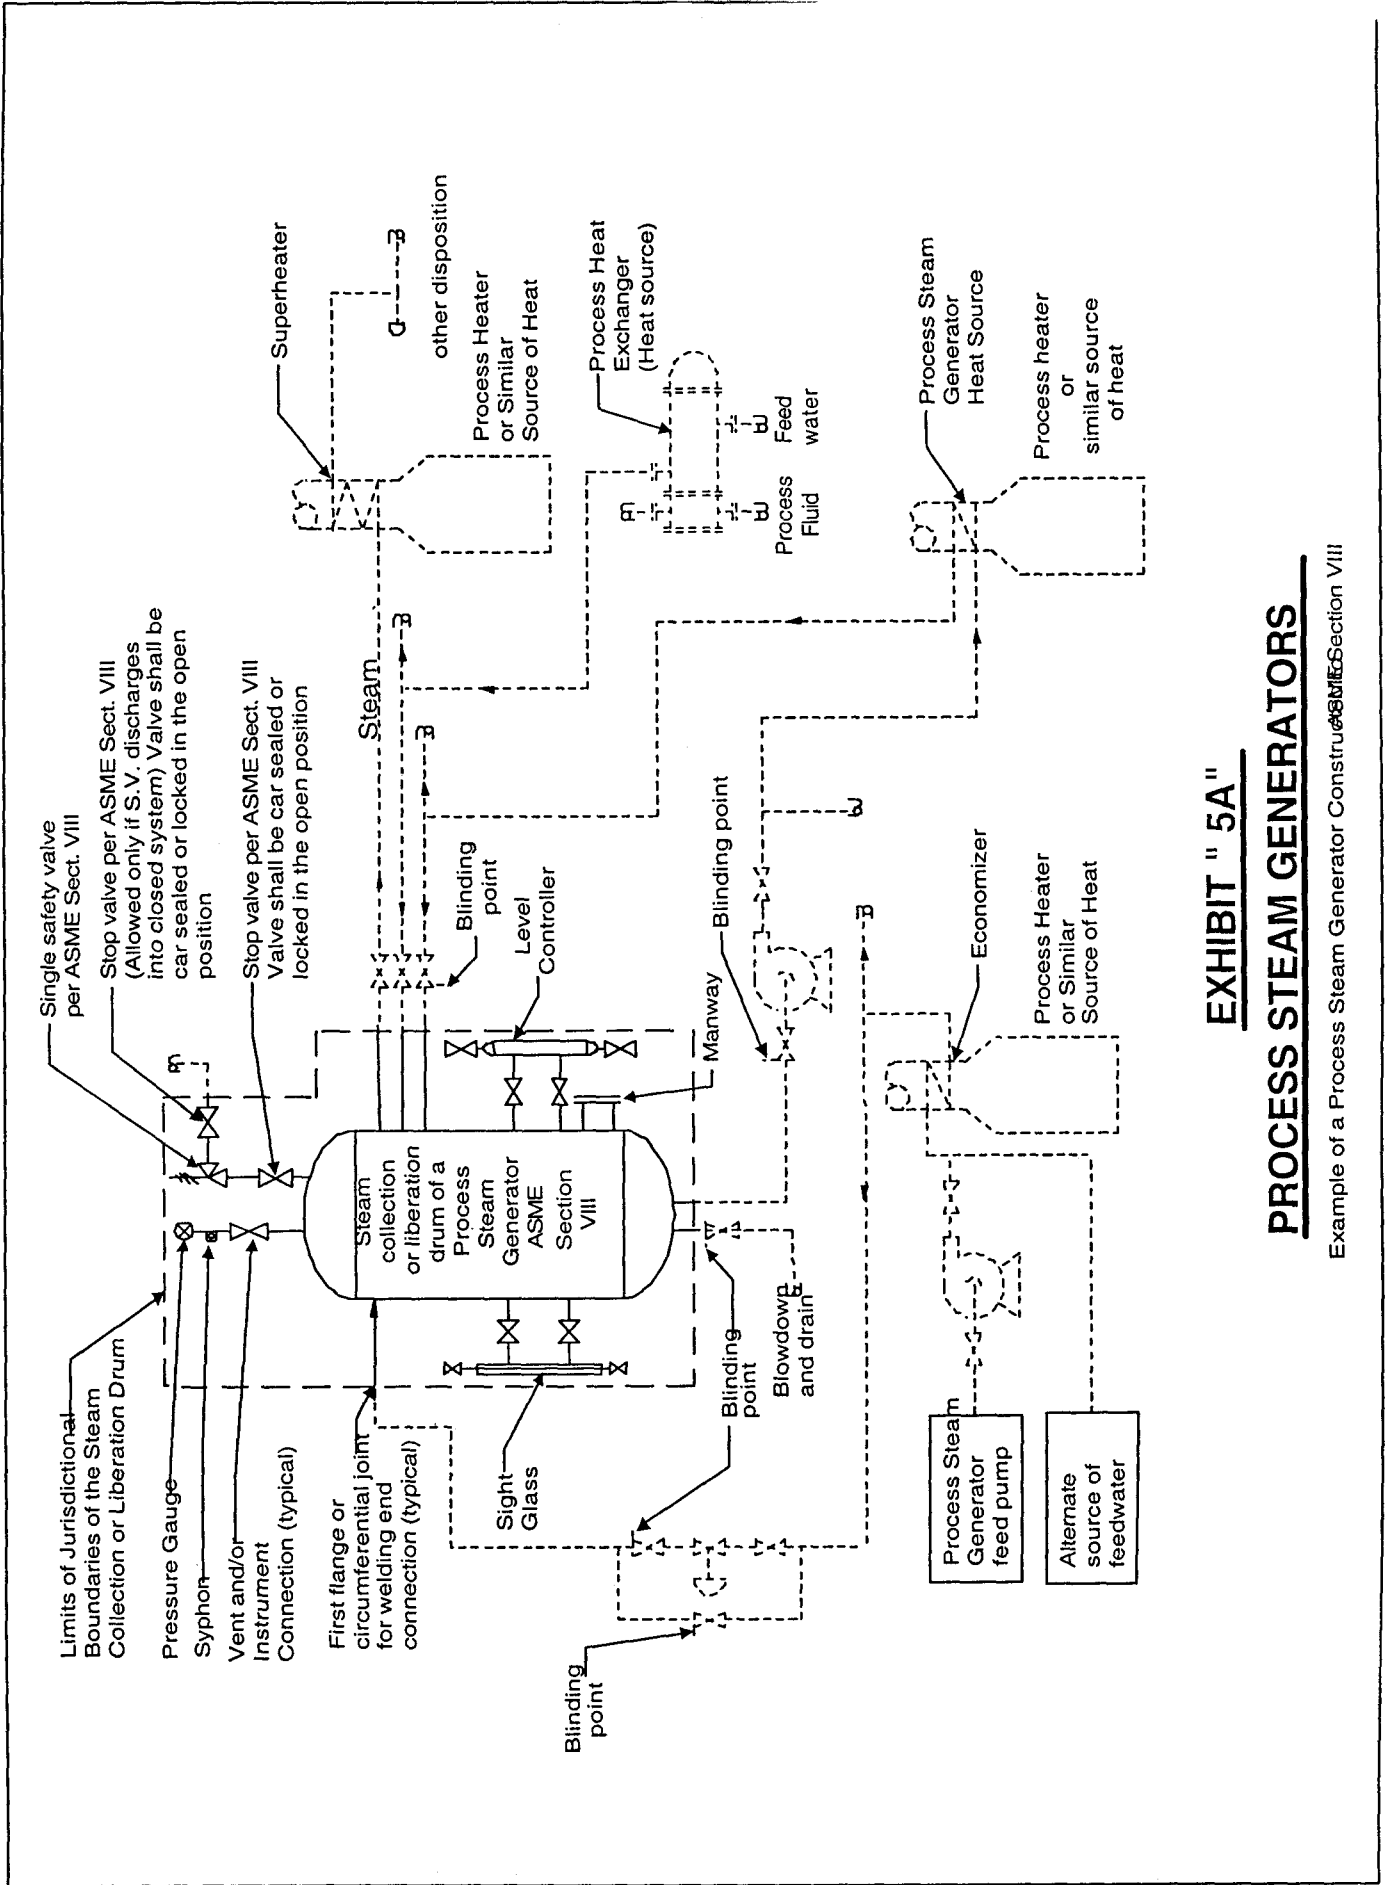 Single safety valve
per ASME Sect. VIII
Stop valve per ASME Sect. VIII
(Allowed only if S.V. discharges
into closed system) Valve shall be
car sealed or locked in the open
position
Stop valve per ASME Sect. VIII
Valve shall be car sealed or
locked in the open position
Limits of Jurisdictional
Boundaries of the Steam
Collection or Liberation Drum
Pressure Gauge
Syphon
Vent and/or
Instrument
Connection (typical)
First flange or
circumferential joint
for welding end
connection (typical)
Sight
Glass
Steam
collection
or liberation
drum of a
Process
Steam
Generator
ASME
Section
VIII
Steam
Blinding
point
Level
Controller
Manway
Blinding point
Superheater
other disposition
Process Heater
or Similar
Source of Heat
Process Heat
Exchanger
(Heat source)
Process
Fluid
Feed
water
Process Steam
Generator
Heat Source
Process heater
or
similar source
of heat
Blinding
point
Blowdown
and drain
Blinding
point
Economizer
Process Heater
or Similar
Source of Heat
Process Steam
Generator
feed pump
Alternate
source of
feedwater
EXHIBIT " 5A"
PROCESS STEAM GENERATORS
Example of a Process Steam Generator Constructed Section VIII